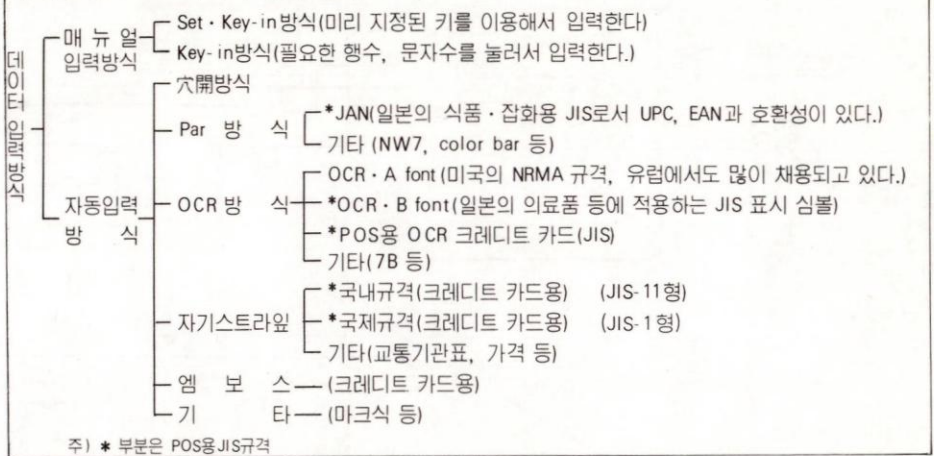 데이터입력방식
매 뉴 얼
입력방식
Set · Key-in방식(미리 지정된 키를 이용해서 입력한다)
Key-in방식(필요한 행수, 문자수를 눌러서 입력한다.)
자동입력
방 식
穴開방식
Par 방 식
*JAN(일본의 식품 · 잡화용 JIS로서 UPC, EAN과 호환성이 있다.)
기타 (NW7, color bar 등)
OCR 방 식
OCR · A font (미국의 NRMA 규격, 유럽에서도 많이 채용되고 있다.)
*OCR · B font(일본의 의료품 등에 적용하는 JIS 표시 심볼)
*POS용 OCR 크레디트 카드(JIS)
기타(7B 등)
자기스트라잎
*국내규격(크레디트 카드용) (JIS-11형)
*국제규격(크레디트 카드용) (JIS-1형)
기타(교통기관표, 가격 등)
엠 보 스 (크레디트 카드용)
기 타 (마크식 등)
주) * 부분은 POS용JIS규격